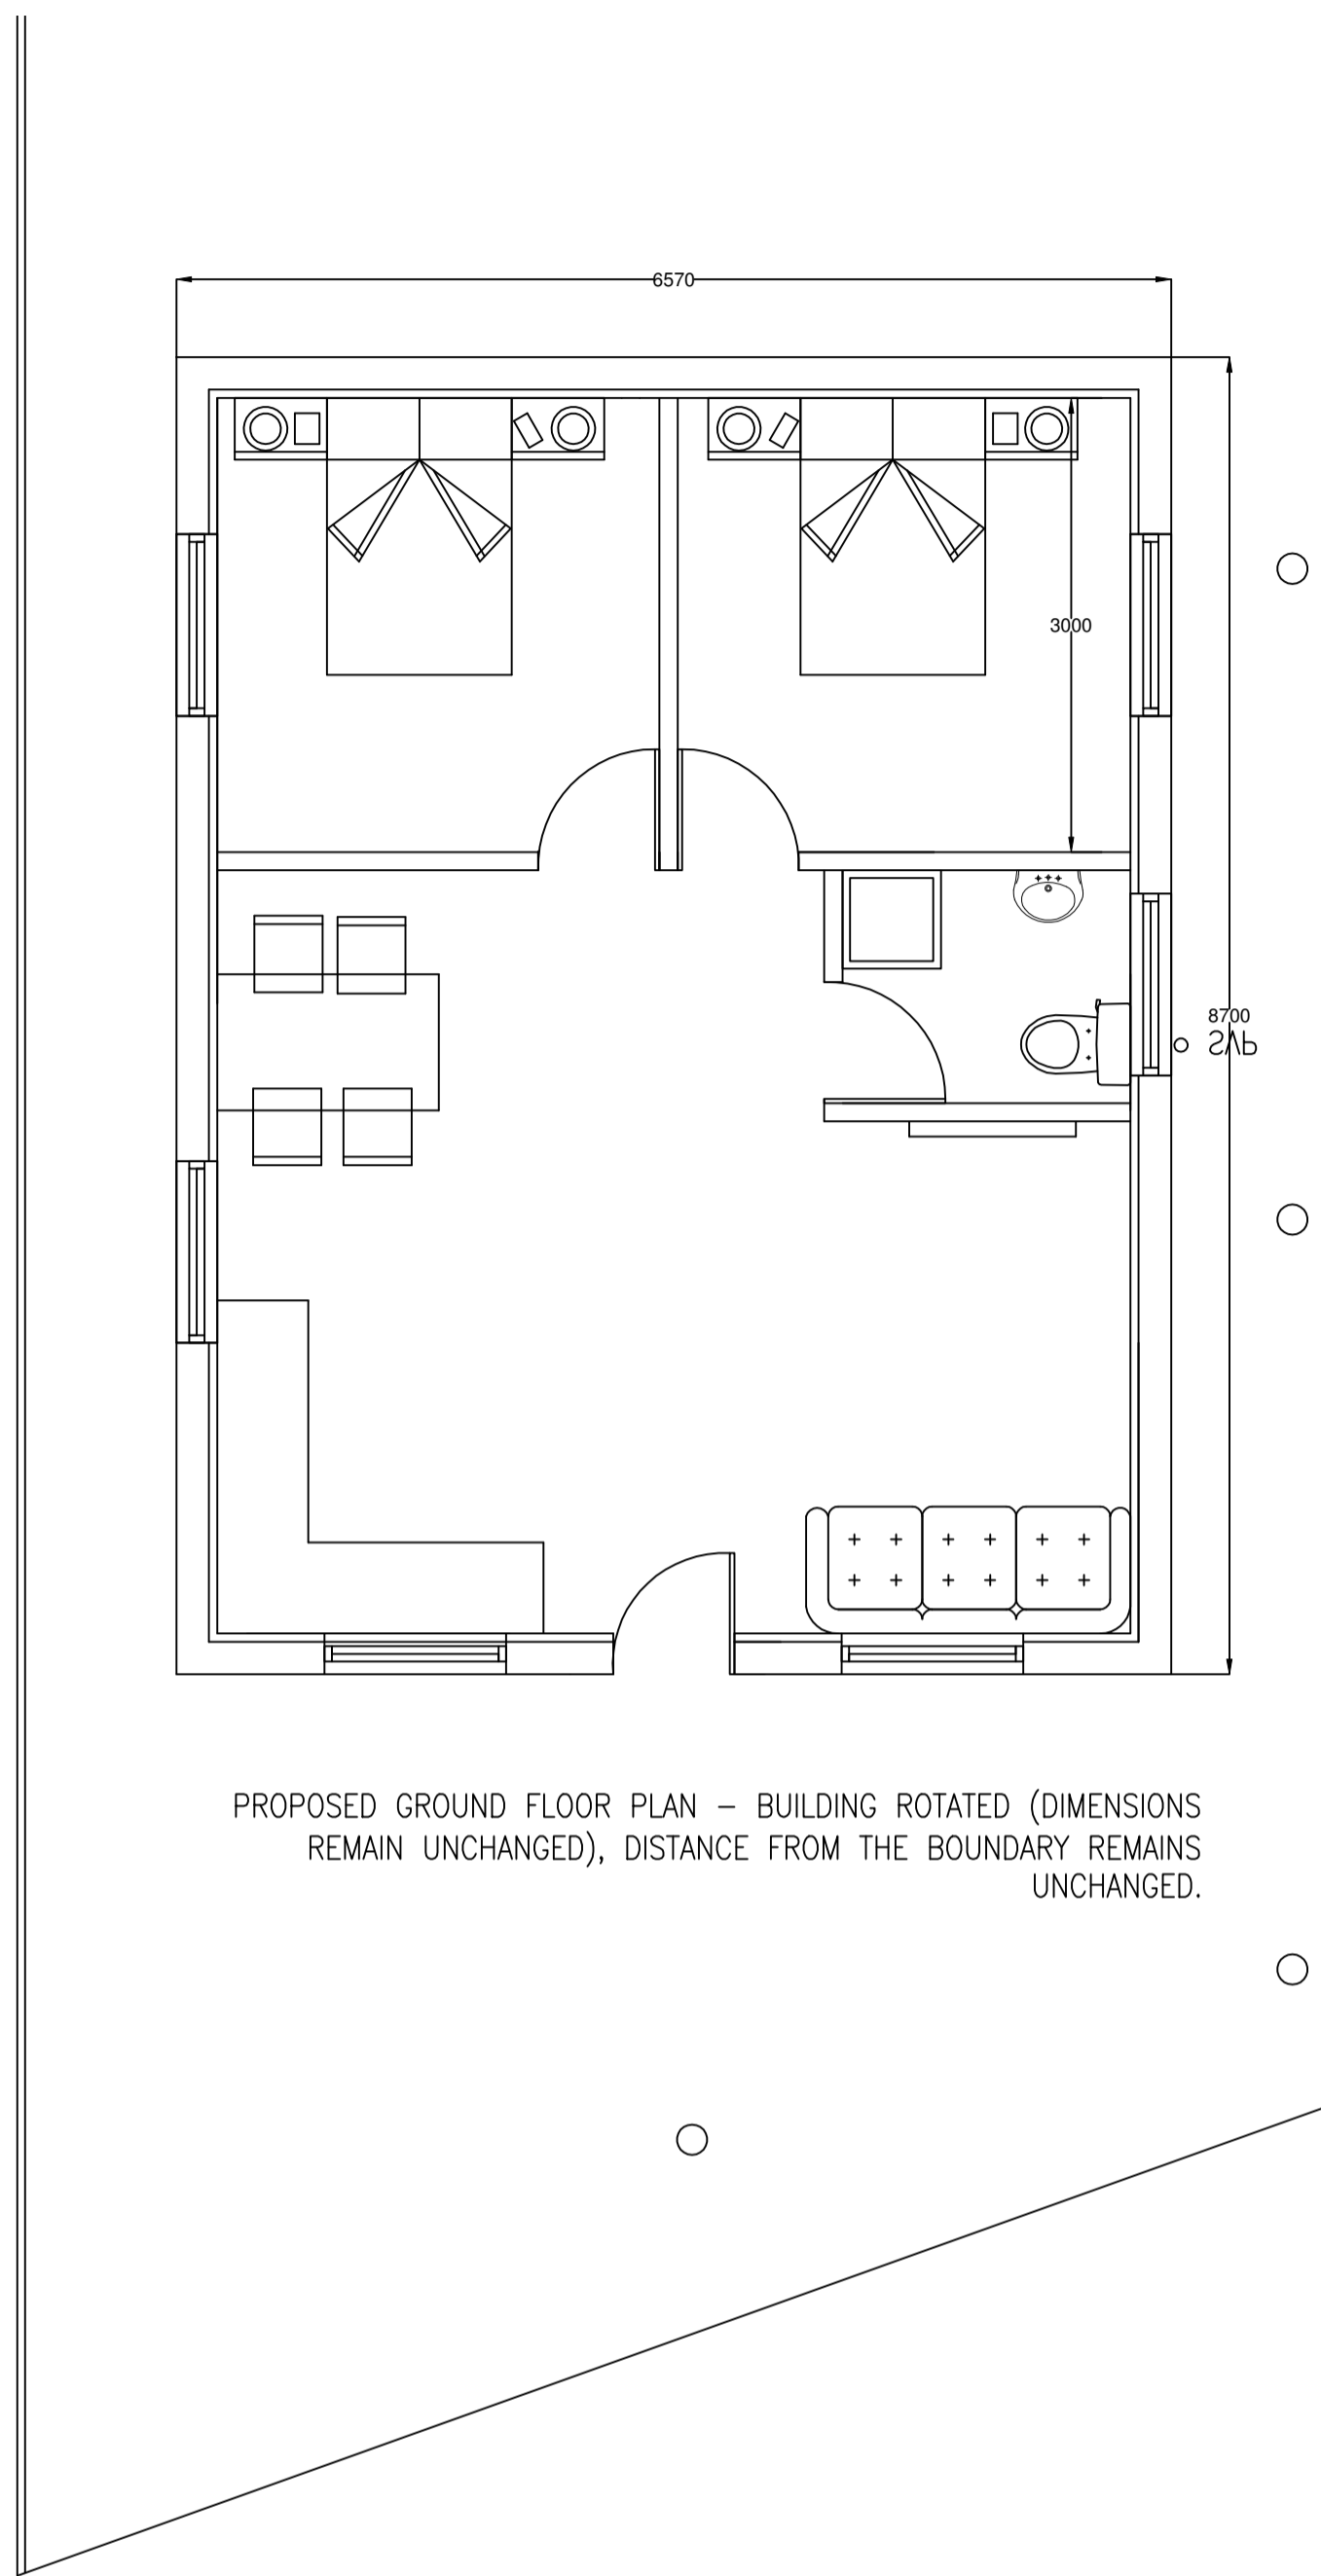 6570
3000
8700
SVP
PROPOSED GROUND FLOOR PLAN – BUILDING ROTATED (DIMENSIONS
REMAIN UNCHANGED), DISTANCE FROM THE BOUNDARY REMAINS
UNCHANGED.